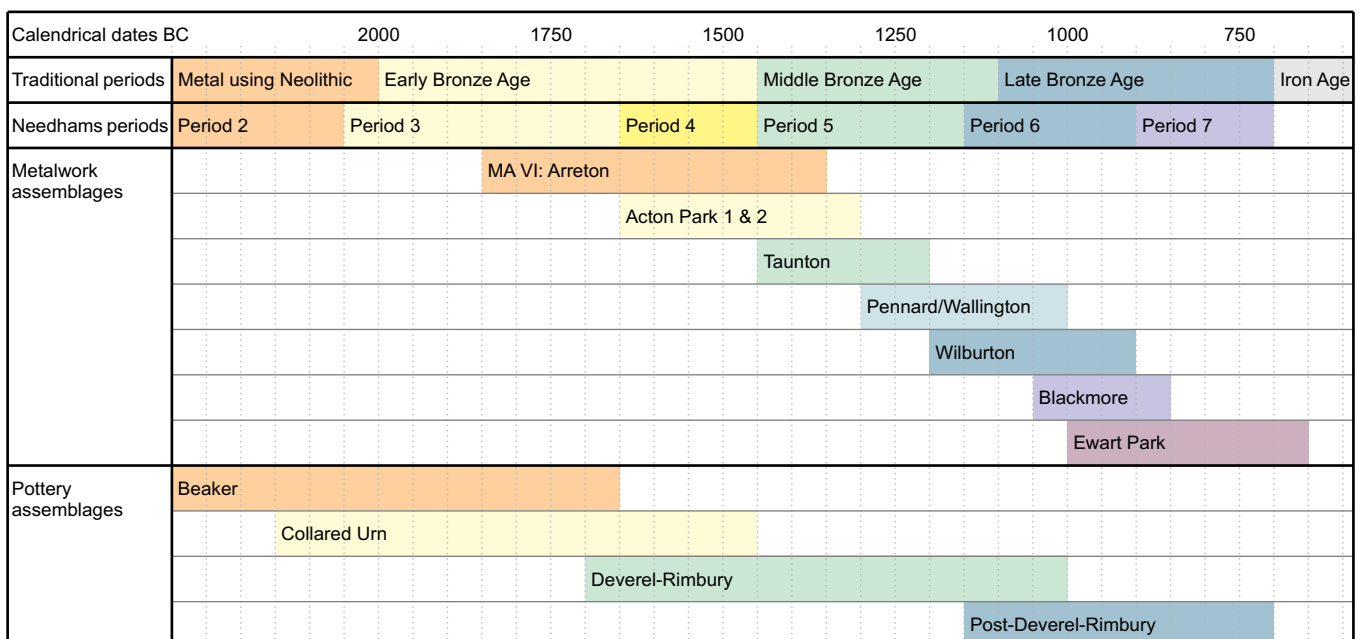 Calendrical dates BC 2000 1750 1500 1250 1000 750
Traditional periods Metal using Neolithic Early Bronze Age Middle Bronze Age Late Bronze Age Iron Age
Needhams periods Period 2 Period 3 Period 4 Period 5 Period 6 Period 7
Metalwork
assemblages
MA VI: Arreton
Acton Park 1 & 2
Taunton
Pennard/Wallington
Wilburton
Blackmore
Ewart Park
Pottery
assemblages
Beaker
Collared Urn
Deverel-Rimbury
Post-Deverel-Rimbury